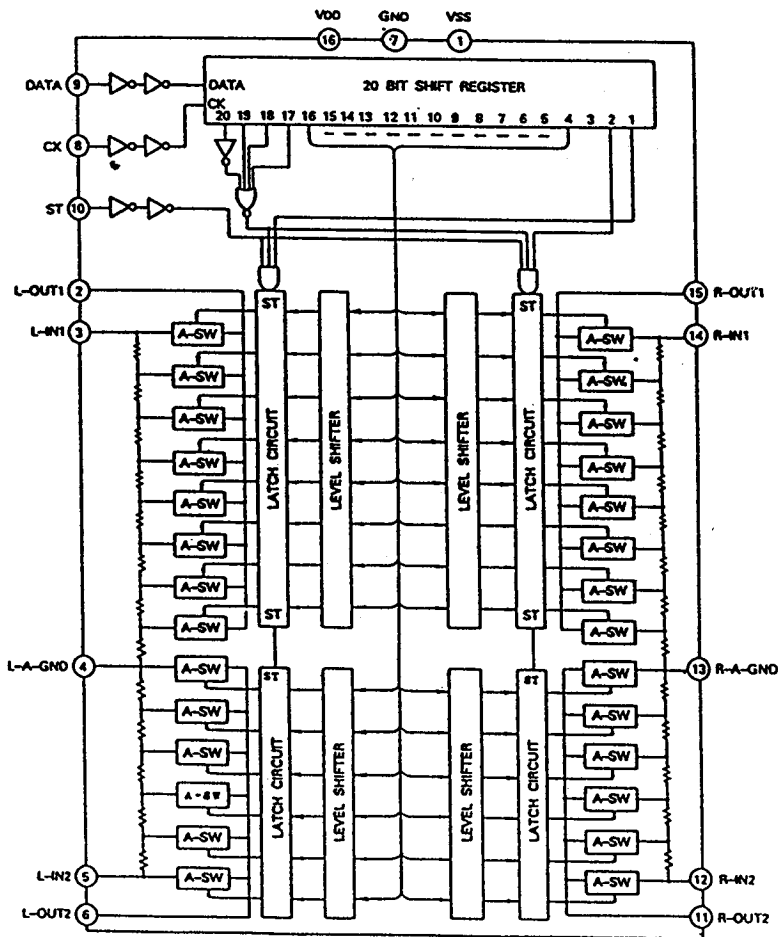 VDD GND VSS
16 7 1
DATA 9
DATA
20 BIT SHIFT REGISTER
CK
20 19 18 17 16 15 14 13 12 11 10 9 8 7 6 5 4 3 2 1
CX 8
ST 10
L-OUT1 2
ST
ST
15 R-OUT1
L-IN1 3
A-SW
A-SW
14 R-IN1
A-SW
A-SW
A-SW
A-SW
A-SW
A-SW
A-SW
A-SW
A-SW
A-SW
A-SW
A-SW
A-SW
A-SW
LATCH CIRCUIT
LEVEL SHIFTER
LEVEL SHIFTER
LATCH CIRCUIT
ST
ST
L-A-GND 4
A-SW
ST
ST
A-SW
13 R-A-GND
A-SW
A-SW
A-SW
A-SW
A-SW
A-SW
A-SW
A-SW
LATCH CIRCUIT
LEVEL SHIFTER
LEVEL SHIFTER
LATCH CIRCUIT
L-IN2 5
A-SW
A-SW
12 R-IN2
L-OUT2 6
11 R-OUT2